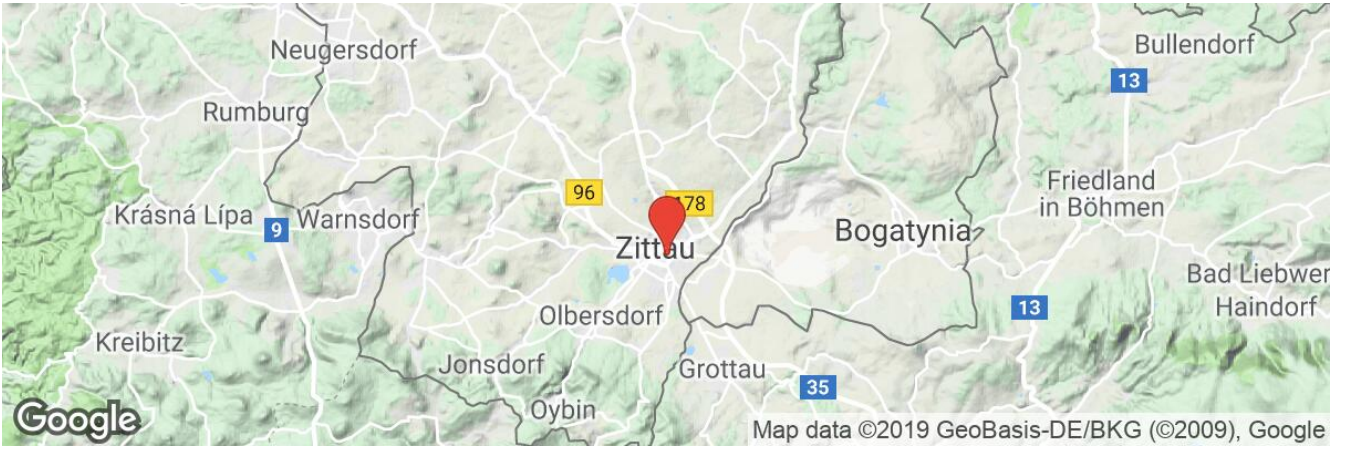 Neugersdorf
Bullendorf
13
Rumburg
96
178
Friedland
in Böhmen
Krásná Lípa
9
Warnsdorf
Zittau
Bogatynia
Bad Liebwer
Haindorf
Olbersdorf
13
Kreibitz
Jonsdorf
Grottau
35
Oybin
Google
Map data ©2019 GeoBasis-DE/BKG (©2009), Google